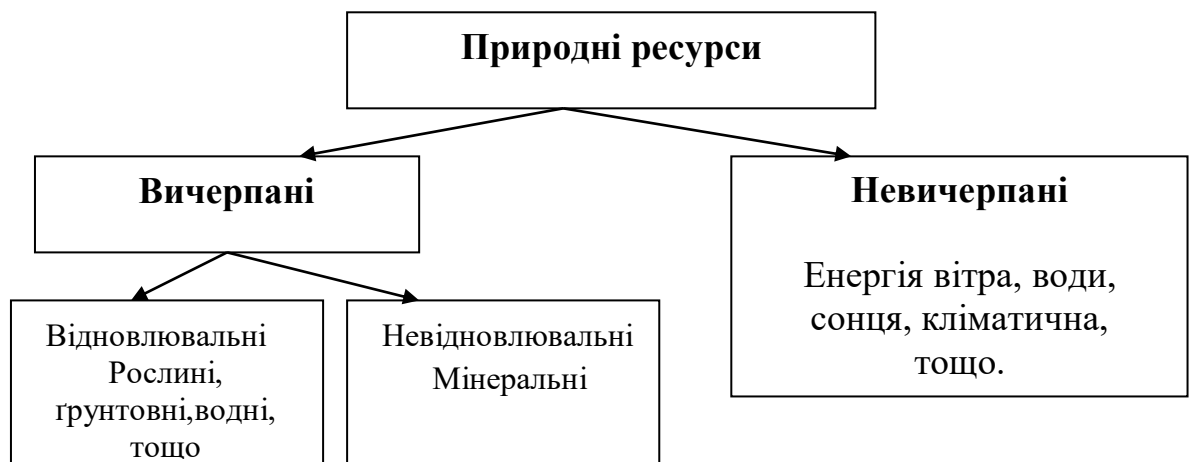 Природні ресурси
Вичерпані
Невичерпані
Енергія вітра, води,
сонця, кліматична,
тощо.
Відновлювальні
Рослині,
ґрунтовні,водні,
тощо
Невідновлювальні
Мінеральні